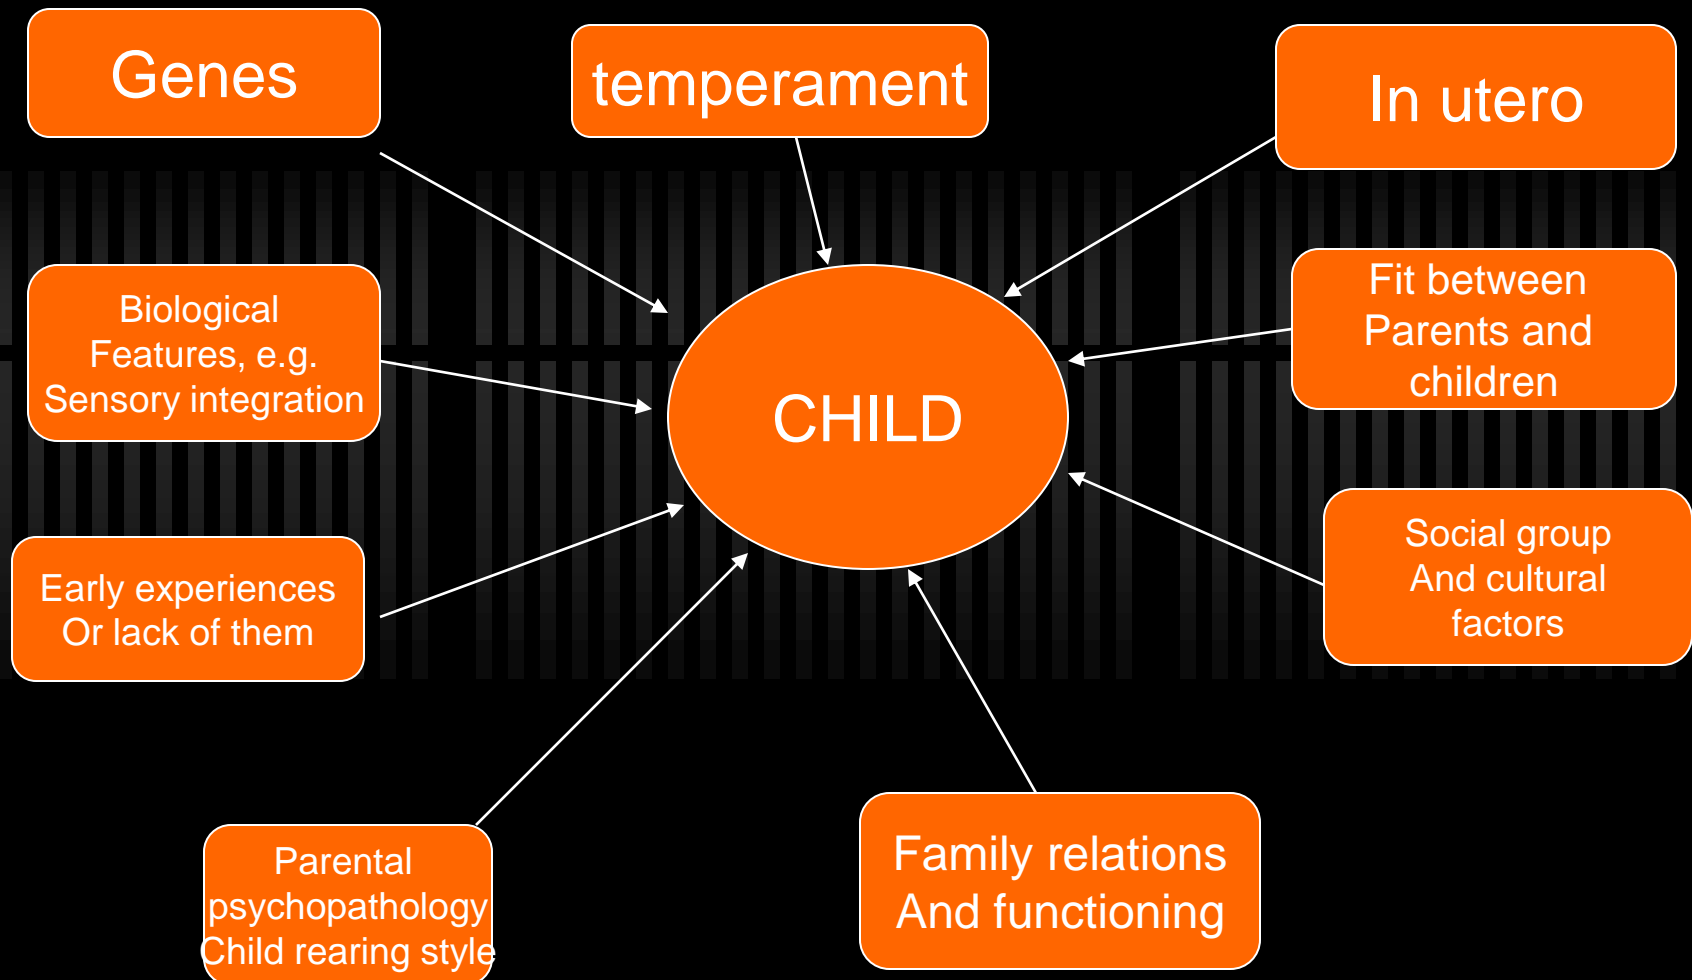 Genes
temperament
In utero
Biological
Features, e.g.
Sensory integration
Fit between
Parents and
children
CHILD
Early experiences
Or lack of them
Social group
And cultural
factors
Parental
psychopathology
Child rearing style
Family relations
And functioning